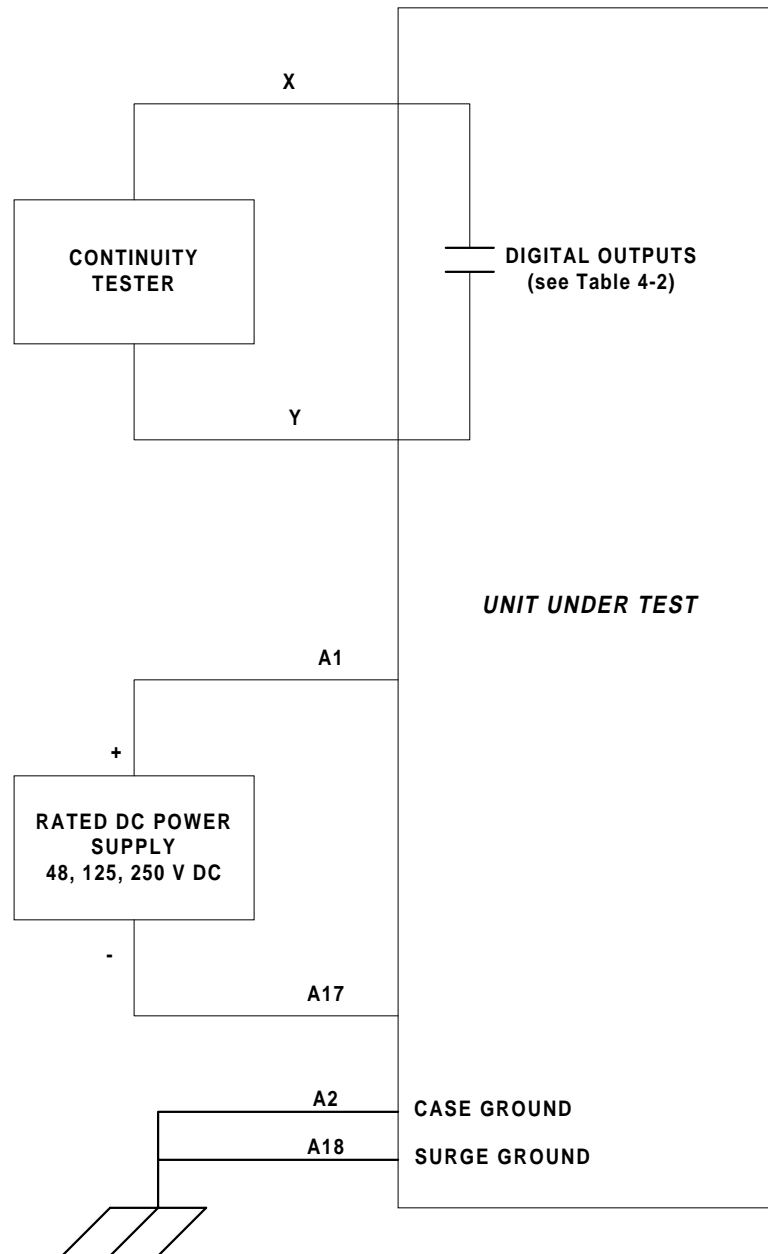 X
CONTINUITY
TESTER
DIGITAL OUTPUTS
(see Table 4-2)
Y
UNIT UNDER TEST
A1
+
RATED DC POWER
SUPPLY
48, 125, 250 V DC
-
A17
A2
CASE GROUND
A18
SURGE GROUND